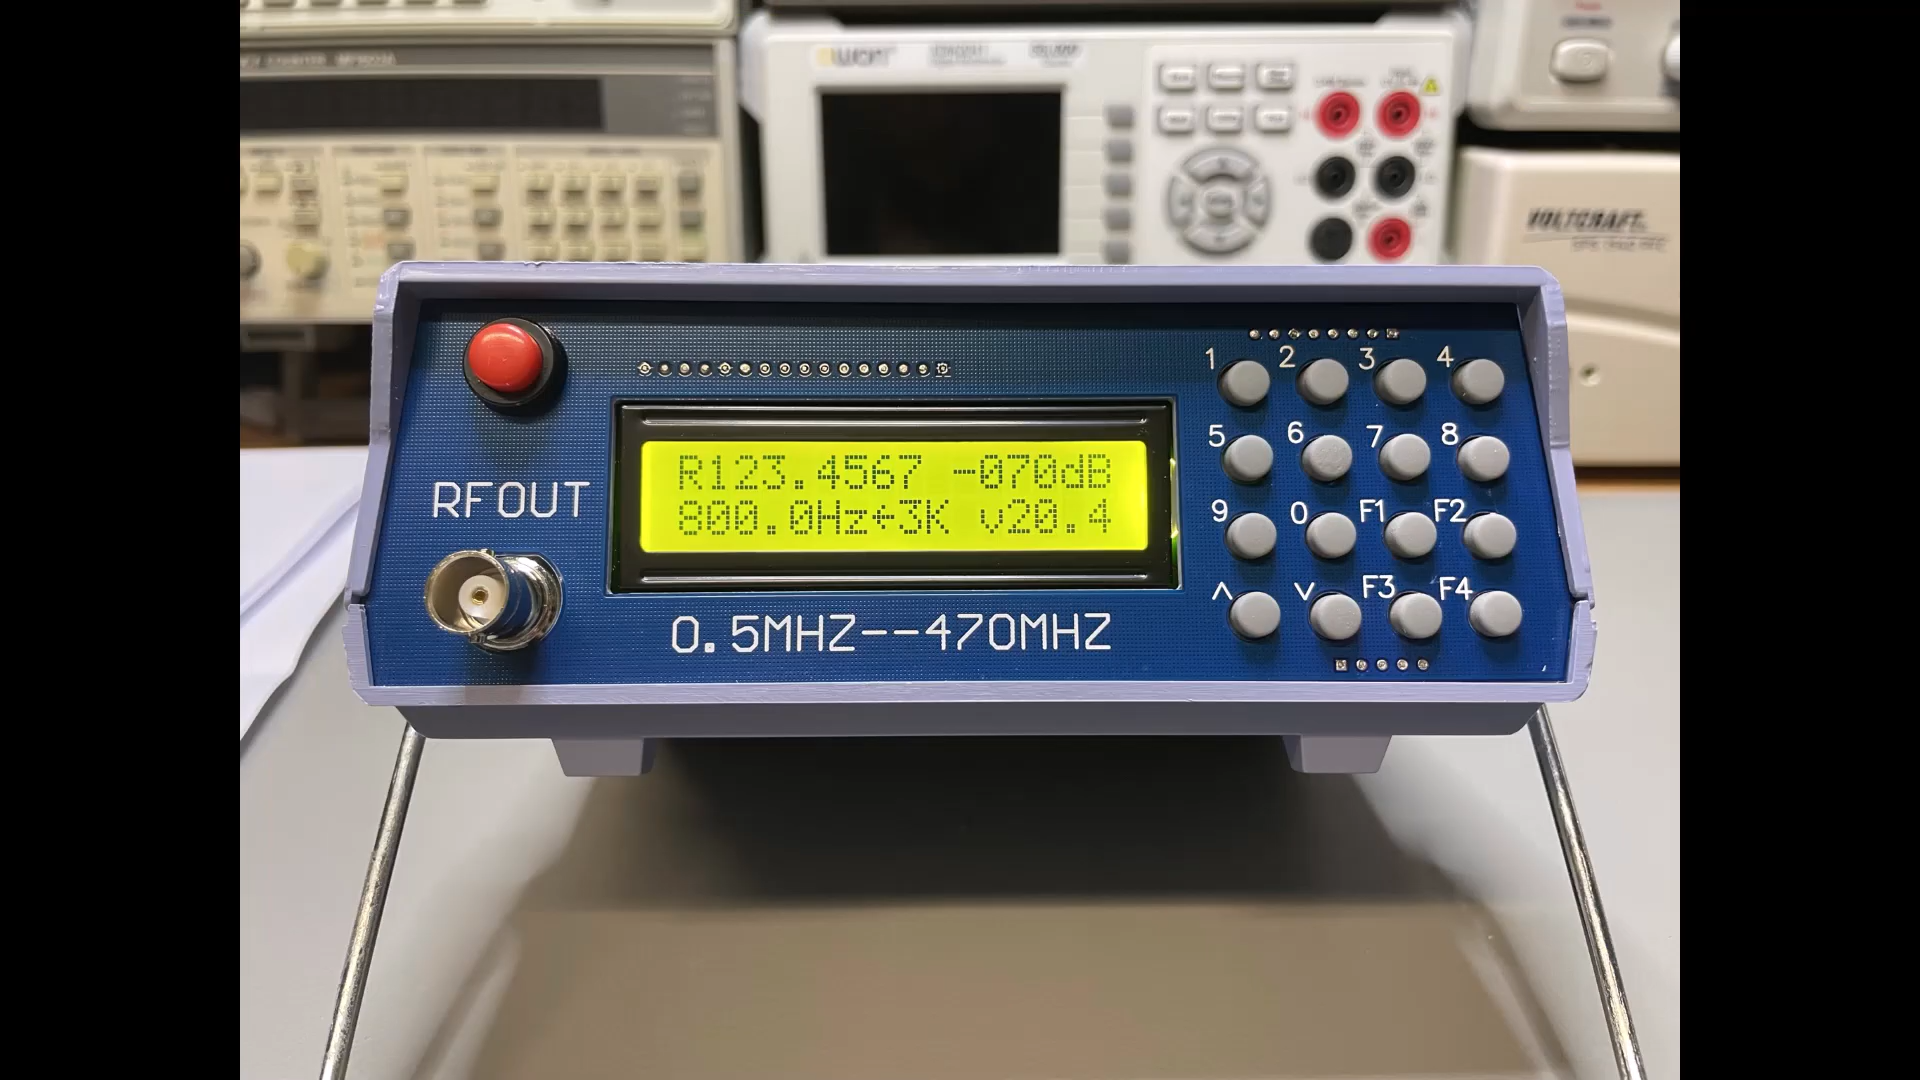 VOLTCRAFT
1 2 3 4
R123.4567 -070dB
800.0Hz+3K v20.4
5 6 7 8
RFOUT
9 0 F1 F2
^ v F3 F4
0.5MHZ--470MHZ